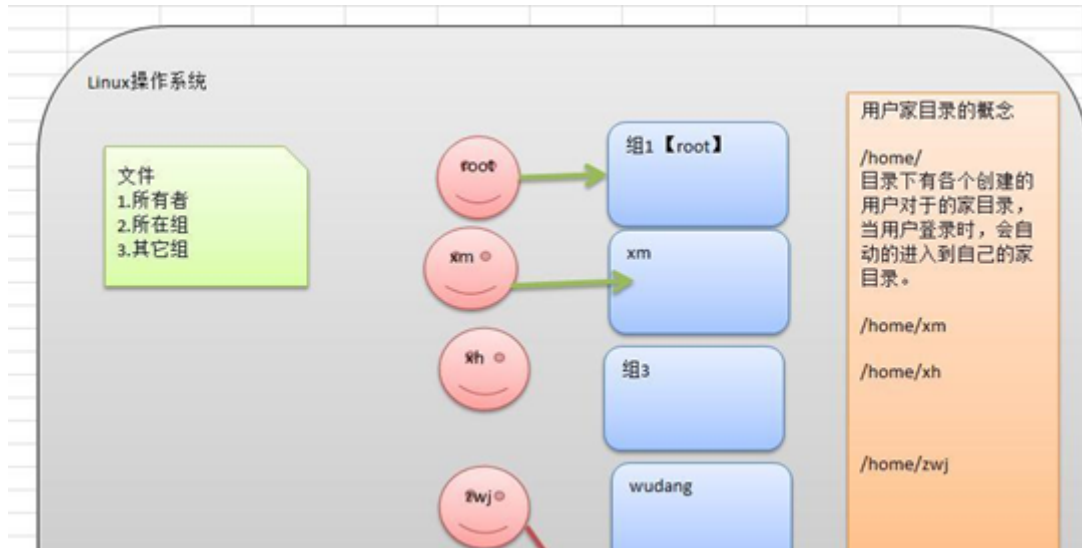 Linux操作系统
文件
1.所有者
2.所在组
3.其它组
root
xm
xh
zwj
组1【root】
xm
组3
wudang
用户家目录的概念
/home/
目录下有各个创建的
用户对于的家目录，
当用户登录时，会自
动的进入到自己的家
目录。
/home/xm
/home/xh
/home/zwj